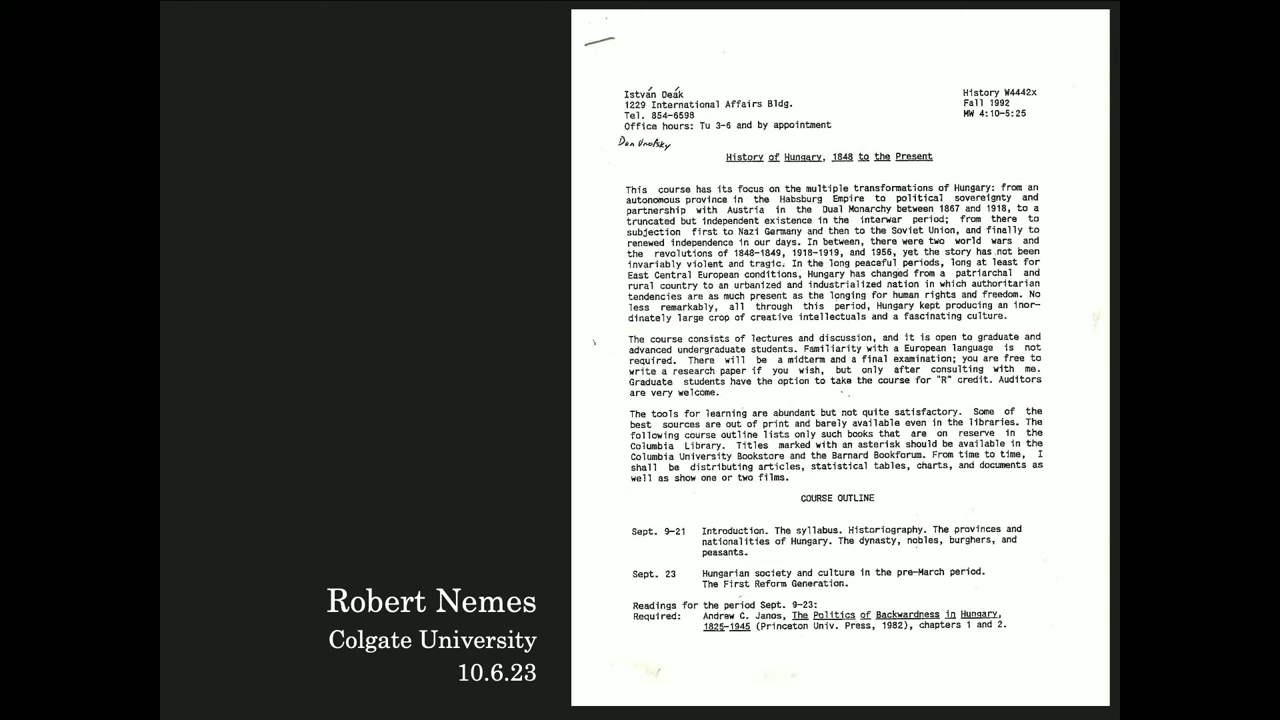 István Deák
1229 International Affairs Bldg.
Tel. 854-6598
Office hours: Tu 3-6 and by appointment
History W4442x
Fall 1992
MW 4:10-5:25
Dan Unofsky
History of Hungary, 1848 to the Present
This course has its focus on the multiple transformations of Hungary: from an
autonomous province in the Habsburg Empire to political sovereignty and
partnership with Austria in the Dual Monarchy between 1867 and 1918, to a
truncated but independent existence in the interwar period; from there to
subjection first to Nazi Germany and then to the Soviet Union, and finally to
renewed independence in our days. In between, there were two world wars and
the revolutions of 1848-1849, 1918-1919, and 1956, yet the story has not been
invariably violent and tragic. In the long peaceful periods, long at least for
East Central European conditions, Hungary has changed from a patriarchal and
rural country to an urbanized and industrialized nation in which authoritarian
tendencies are as much present as the longing for human rights and freedom. No
less remarkably, all through this period, Hungary kept producing an inor-
dinately large crop of creative intellectuals and a fascinating culture.
The course consists of lectures and discussion, and it is open to graduate and
advanced undergraduate students. Familiarity with a European language is not
required. There will be a midterm and a final examination; you are free to
write a research paper if you wish, but only after consulting with me.
Graduate students have the option to take the course for "R" credit. Auditors
are very welcome.
The tools for learning are abundant but not quite satisfactory. Some of the
best sources are out of print and barely available even in the libraries. The
following course outline lists only such books that are on reserve in the
Columbia Library. Titles marked with an asterisk should be available in the
Columbia University Bookstore and the Barnard Bookforum. From time to time, I
shall be distributing articles, statistical tables, charts, and documents as
well as show one or two films.
COURSE OUTLINE
Sept. 9-21 Introduction. The syllabus. Historiography. The provinces and
nationalities of Hungary. The dynasty, nobles, burghers, and
peasants.
Sept. 23 Hungarian society and culture in the pre-March period.
The First Reform Generation.
Readings for the period Sept. 9-23:
Required: Andrew C. Janos, The Politics of Backwardness in Hungary,
1825-1945 (Princeton Univ. Press, 1982), chapters 1 and 2.
Robert Nemes
Colgate University
10.6.23